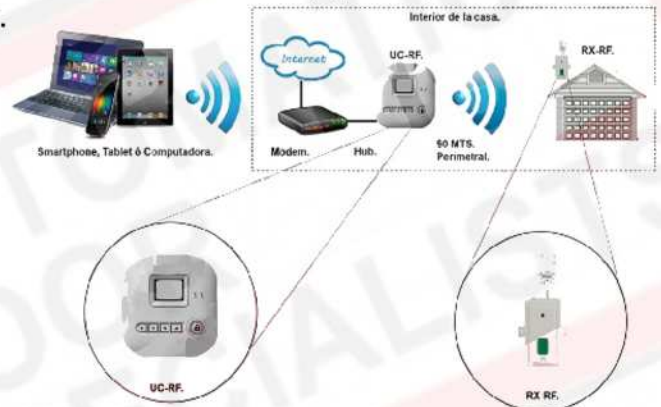 Interior de la casa.
Internet
UC-RF.
RX-RF.
Smartphone, Tablet ó Computadora.
Modem.
Hub.
90 MTS.
Perimetral.
UC-RF.
RX RF.